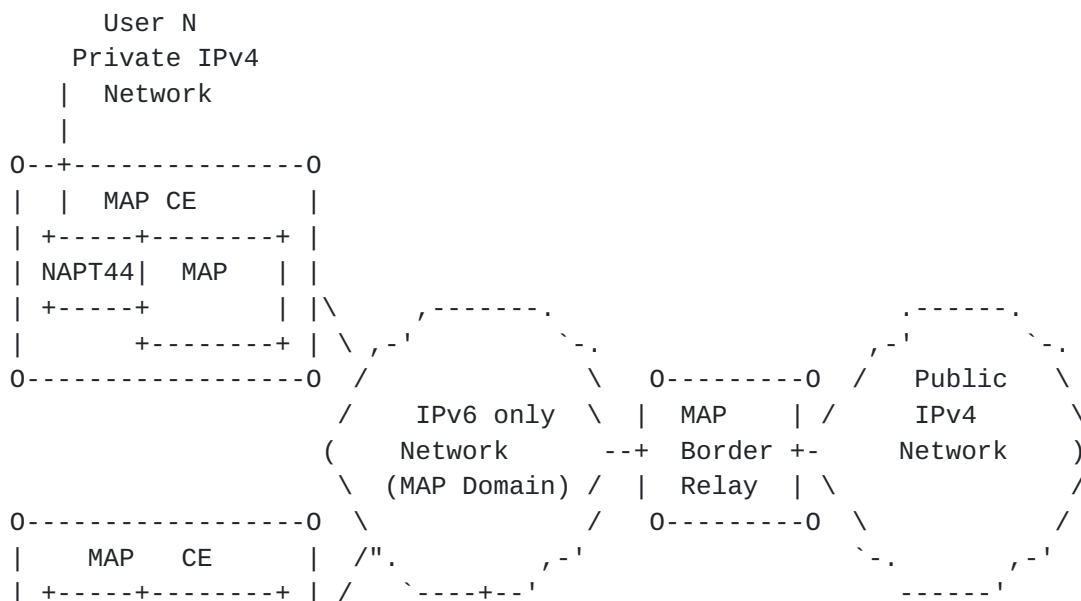 User N
Private IPv4
|  Network
|
O--+---------------O
|  |  MAP CE       |
| +-----+--------+ |
| NAPT44|  MAP   | |
| +-----+        | |\     ,-------.                      .------.
|       +--------+ | \ ,-'         `-.                 ,-'       `-.
O------------------O  /              \   O---------O  /   Public   \
/     IPv6 only  \  |  MAP    | /     IPv4      \
(    Network      --+  Border +-     Network    )
\  (MAP Domain) /  |  Relay  | \              /
O------------------O  \              /   O---------O  \            /
|    MAP   CE      |  /".         ,-'                 `-.       ,-'
| +-----+--------+ | /   `----+--'                       ------'